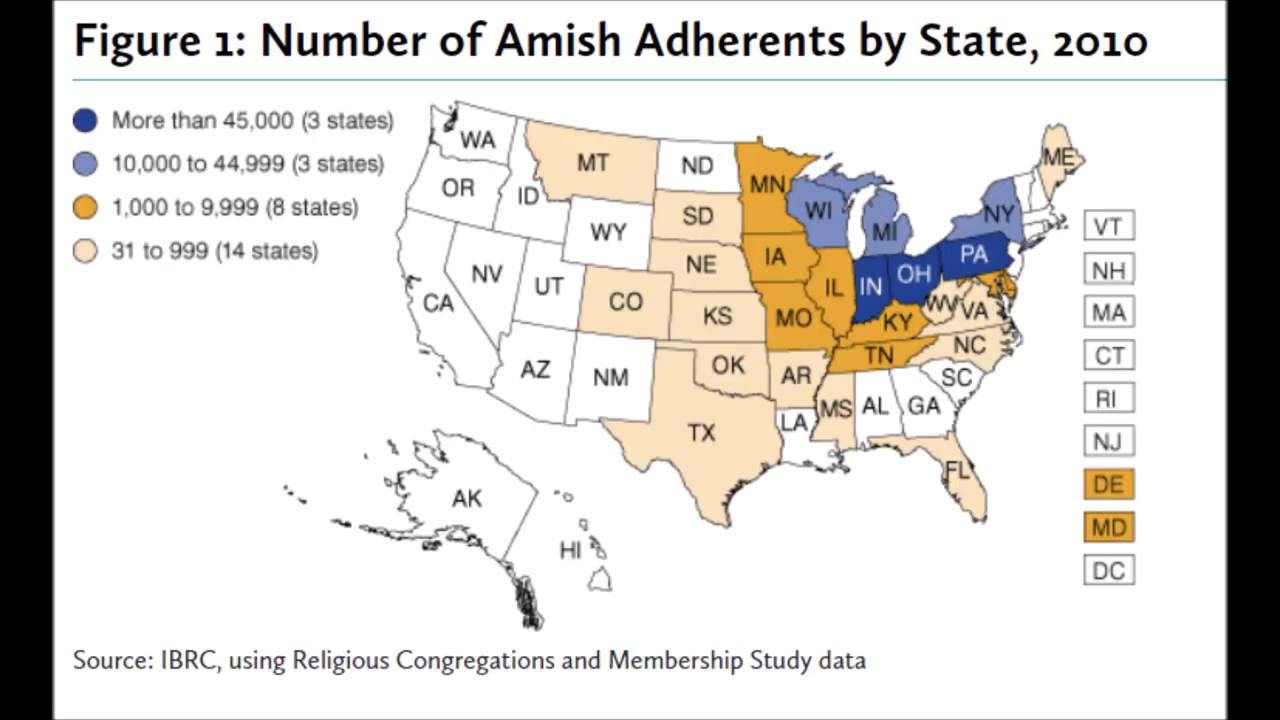 Figure 1: Number of Amish Adherents by State, 2010
More than 45,000 (3 states)
10,000 to 44,999 (3 states)
1,000 to 9,999 (8 states)
31 to 999 (14 states)
WA
MT
ND
ME
OR
ID
MN
SD
WI
NY
WY
MI
VT
NV
UT
NE
IA
PA
NH
CA
CO
KS
IL
IN
OH
MO
WV
VA
MA
KY
AZ
NM
OK
AR
TN
NC
CT
SC
TX
LA
MS
AL
GA
RI
NJ
FL
AK
DE
HI
MD
DC
Source: IBRC, using Religious Congregations and Membership Study data